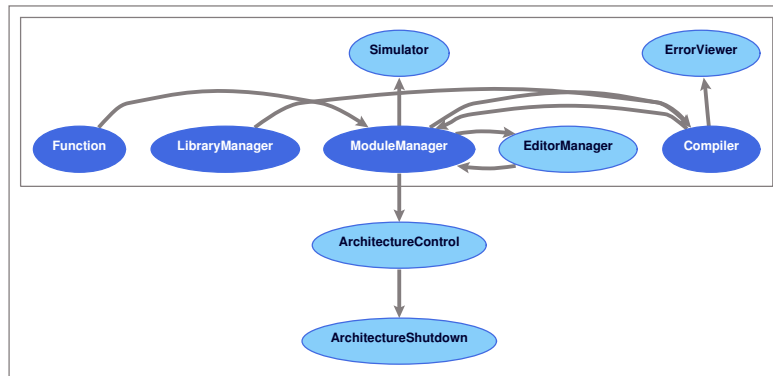 Simulator
ErrorViewer
Function
LibraryManager
ModuleManager
EditorManager
Compiler
ArchitectureControl
ArchitectureShutdown